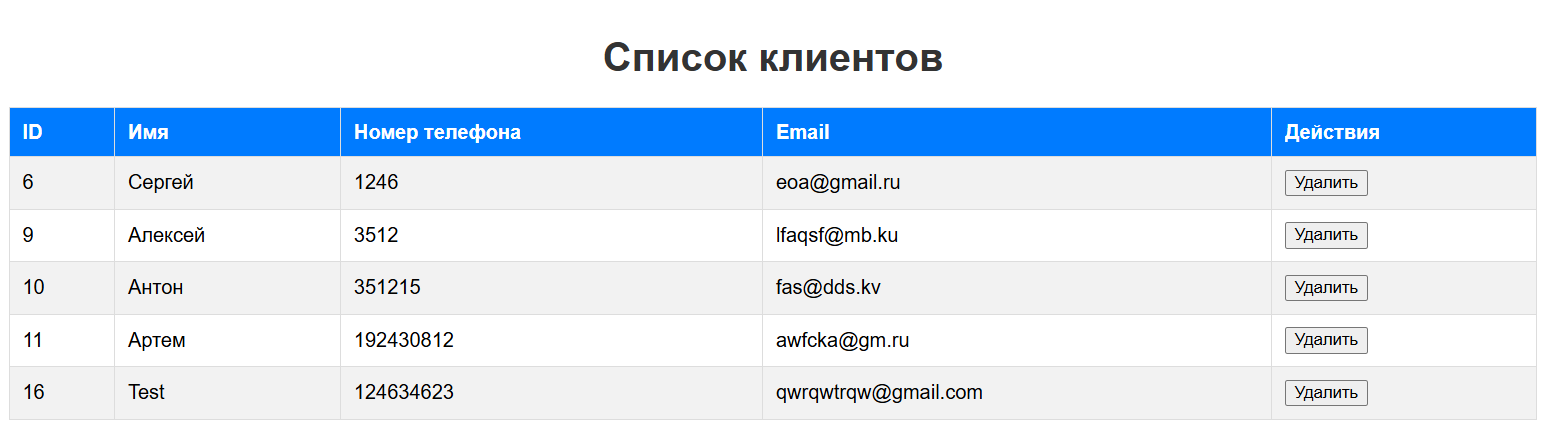 Список клиентов
ID Имя Номер телефона Email Действия
6 Сергей 1246 eoa@gmail.ru Удалить
9 Алексей 3512 lfaqsf@mb.ku Удалить
10 Антон 351215 fas@dds.kv Удалить
11 Артем 192430812 awfcka@gm.ru Удалить
16 Test 124634623 qwrqwtrqw@gmail.com Удалить